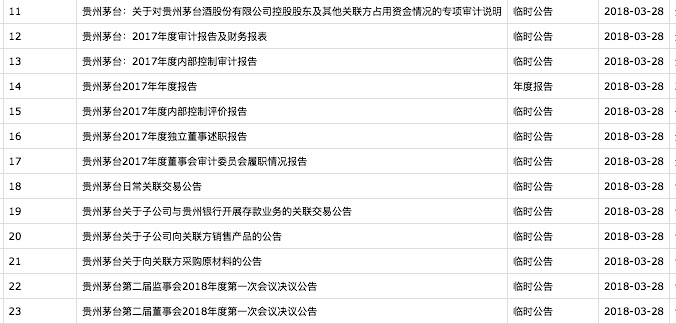 11 贵州茅台：关于对贵州茅台酒股份有限公司控股股东及其他关联方占用资金情况的专项审计说明 临时公告 2018-03-28
12 贵州茅台：2017年度审计报告及财务报表 临时公告 2018-03-28
13 贵州茅台：2017年度内部控制审计报告 临时公告 2018-03-28
14 贵州茅台2017年年度报告 年度报告 2018-03-28
15 贵州茅台2017年度内部控制评价报告 临时公告 2018-03-28
16 贵州茅台2017年度独立董事述职报告 临时公告 2018-03-28
17 贵州茅台2017年度董事会审计委员会履职情况报告 临时公告 2018-03-28
18 贵州茅台日常关联交易公告 临时公告 2018-03-28
19 贵州茅台关于子公司与贵州银行开展存款业务的关联交易公告 临时公告 2018-03-28
20 贵州茅台关于子公司向关联方销售产品的公告 临时公告 2018-03-28
21 贵州茅台关于向关联方采购原材料的公告 临时公告 2018-03-28
22 贵州茅台第二届监事会2018年度第一次会议决议公告 临时公告 2018-03-28
23 贵州茅台第二届董事会2018年度第一次会议决议公告 临时公告 2018-03-28